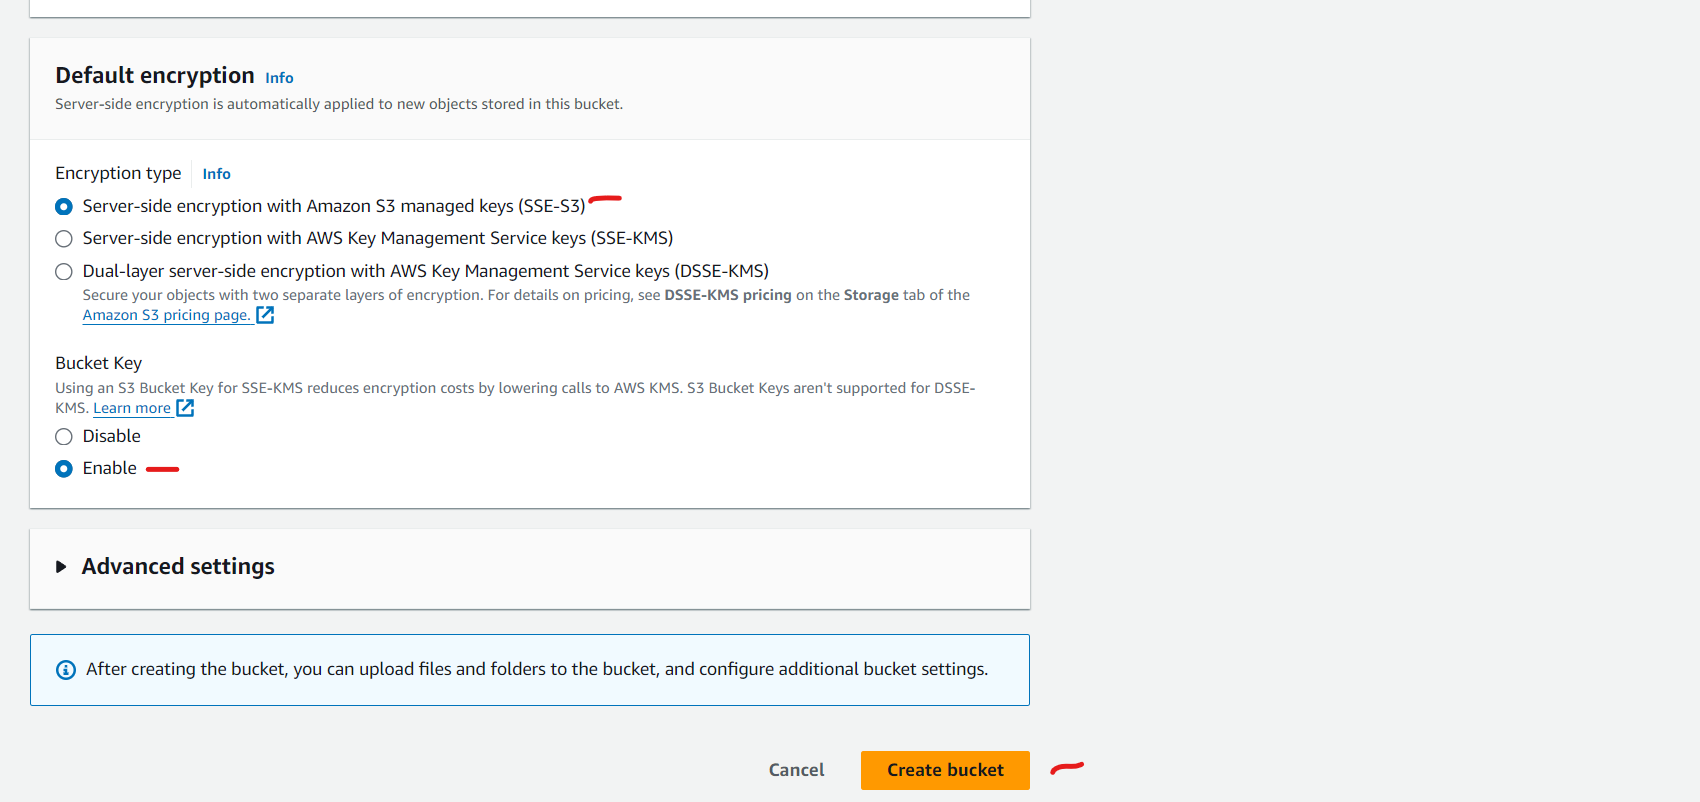 Default encryption Info
Server-side encryption is automatically applied to new objects stored in this bucket.
Encryption type Info
Server-side encryption with Amazon S3 managed keys (SSE-S3)
Server-side encryption with AWS Key Management Service keys (SSE-KMS)
Dual-layer server-side encryption with AWS Key Management Service keys (DSSE-KMS)
Secure your objects with two separate layers of encryption. For details on pricing, see DSSE-KMS pricing on the Storage tab of the
Amazon S3 pricing page.
Bucket Key
Using an S3 Bucket Key for SSE-KMS reduces encryption costs by lowering calls to AWS KMS. S3 Bucket Keys aren't supported for DSSE-
KMS. Learn more
Disable
Enable
Advanced settings
After creating the bucket, you can upload files and folders to the bucket, and configure additional bucket settings.
Cancel Create bucket